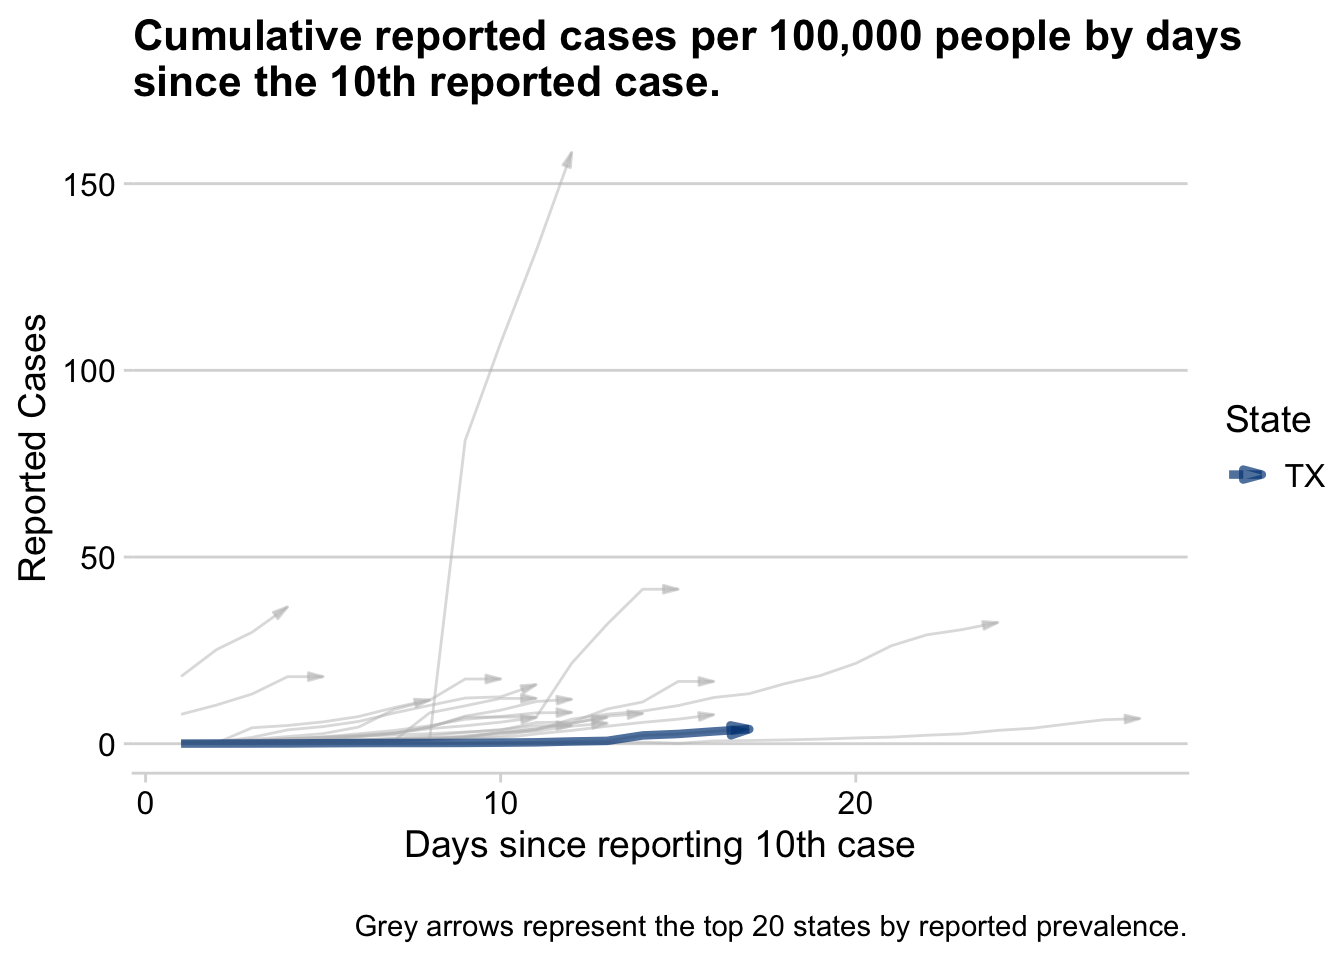 Cumulative reported cases per 100,000 people by days
since the 10th reported case.
150
100
50
0
Reported Cases
0 10 20
Days since reporting 10th case
State
TX
Grey arrows represent the top 20 states by reported prevalence.